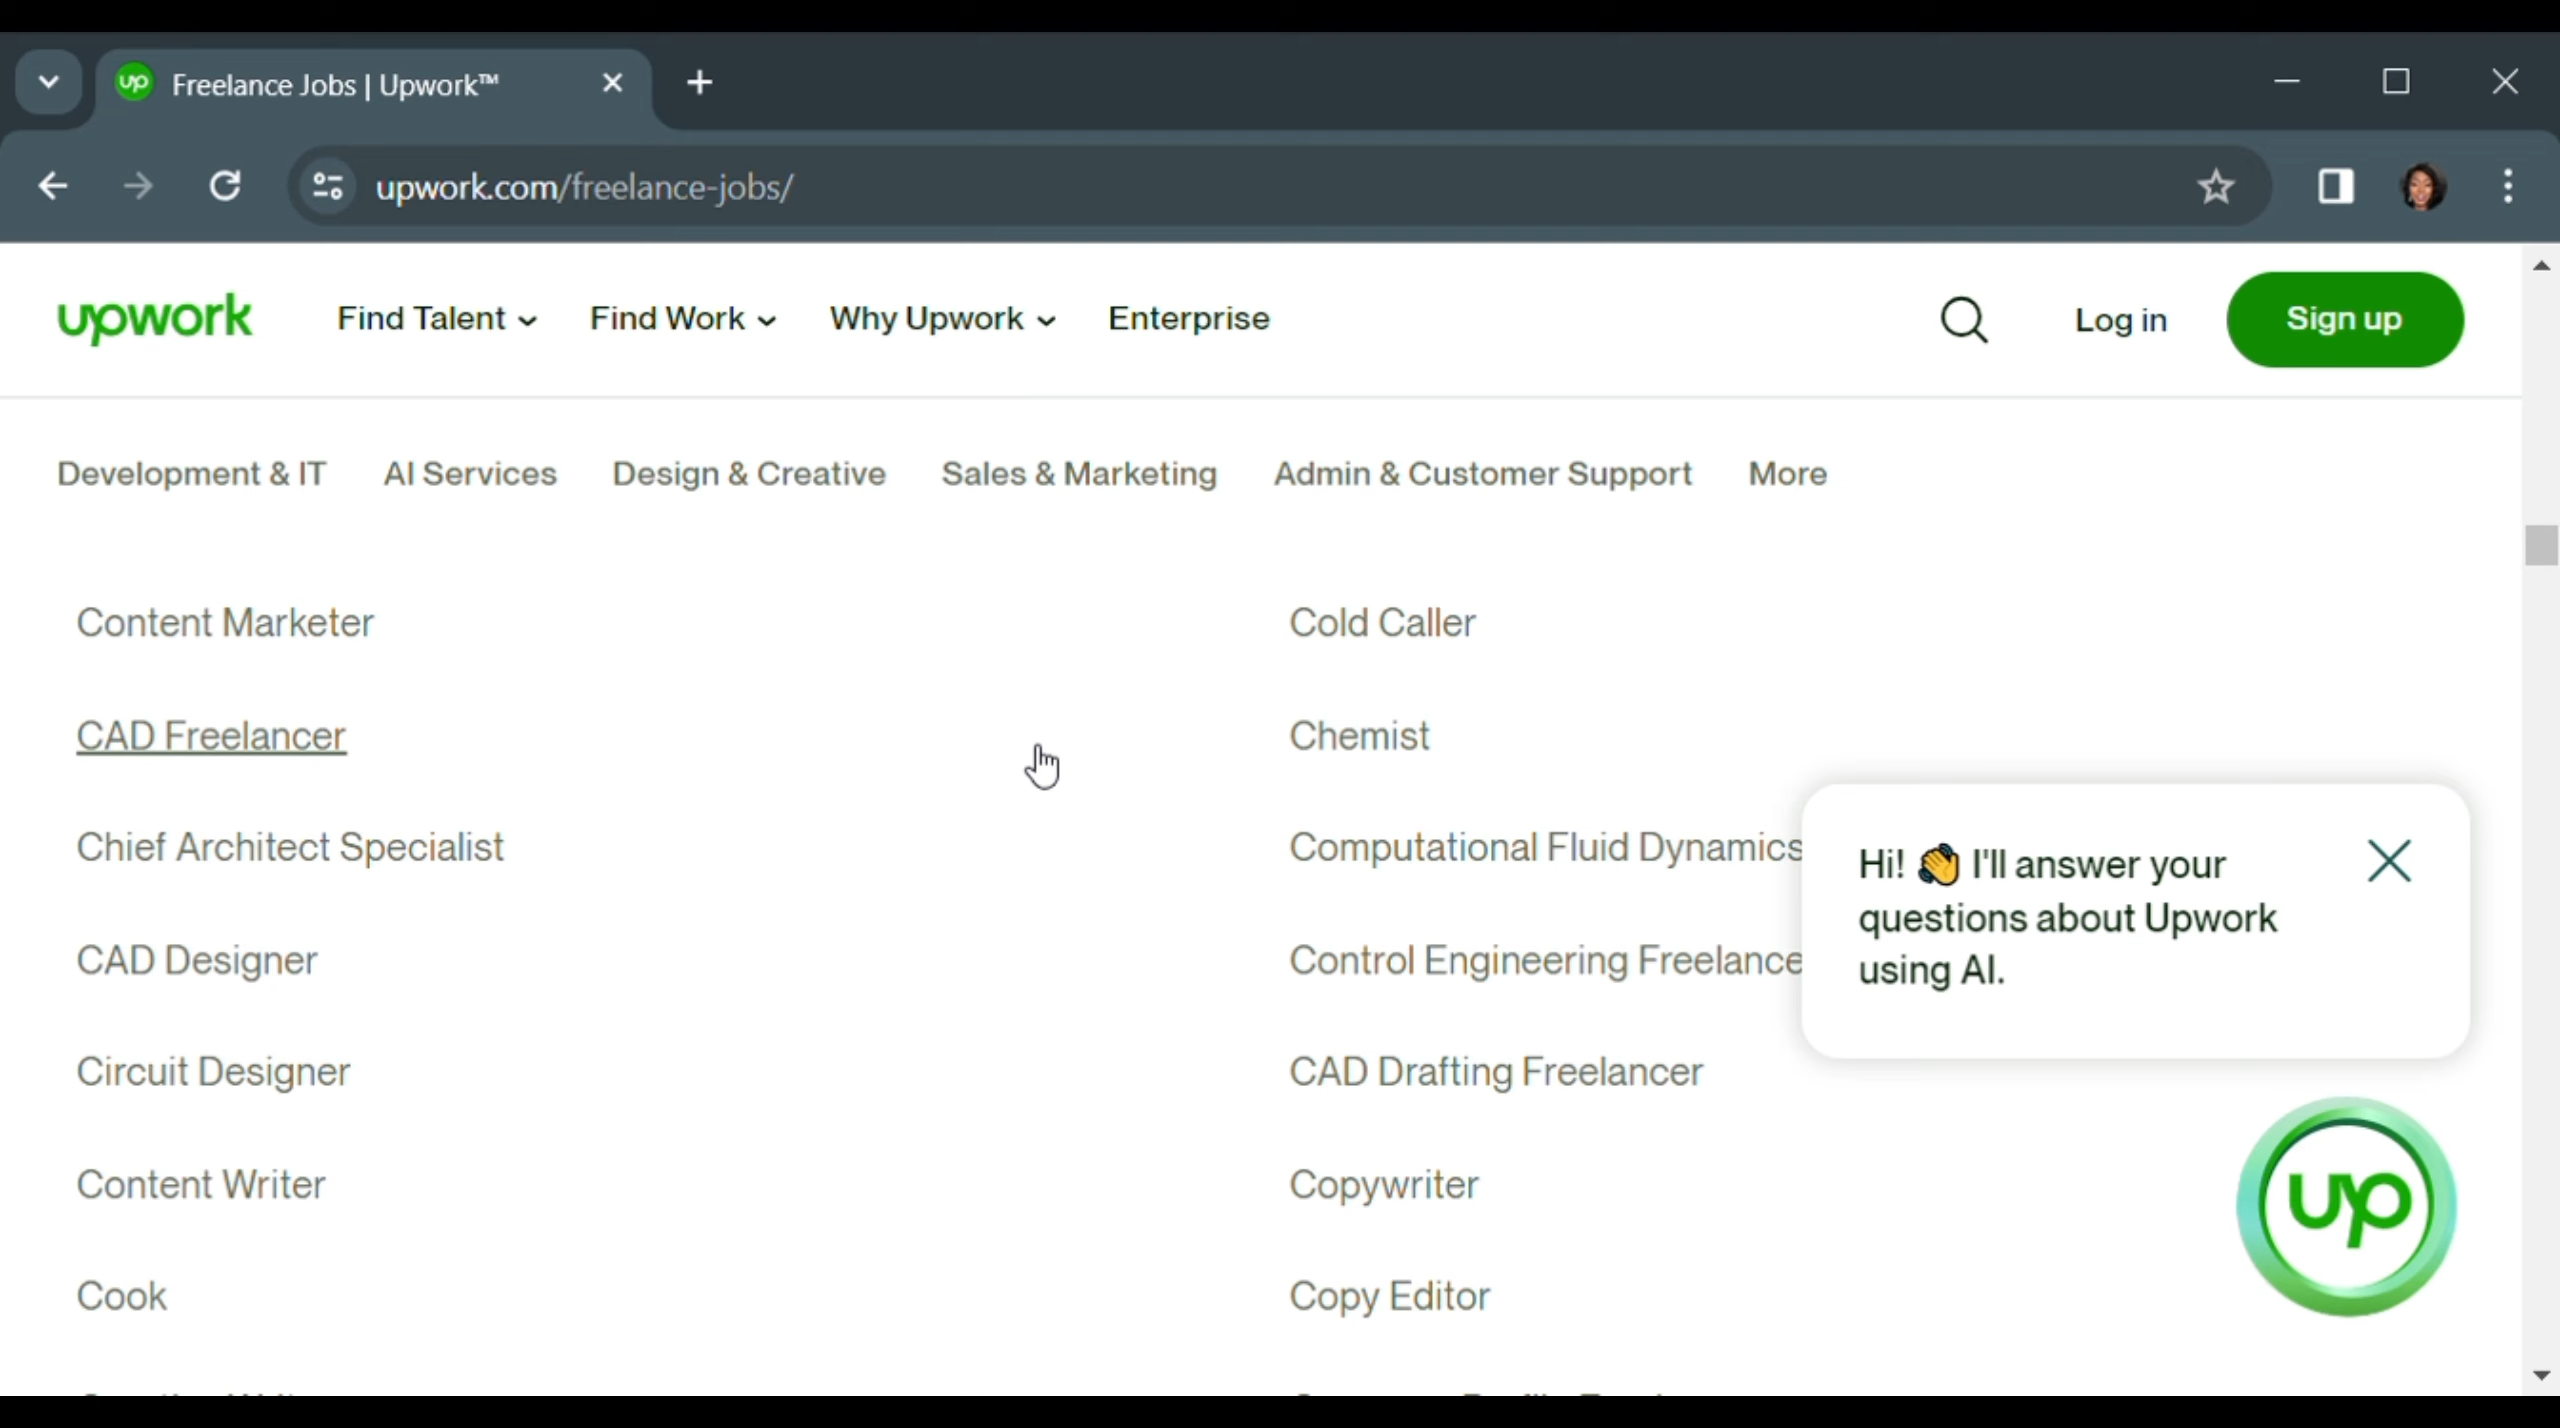 up Freelance Jobs | Upwork™
upwork.com/freelance-jobs/
upwork Find Talent Find Work Why Upwork Enterprise Log in Sign up
Development & IT AI Services Design & Creative Sales & Marketing Admin & Customer Support More
Content Marketer Cold Caller
CAD Freelancer Chemist
Chief Architect Specialist Computational Fluid Dynamics
CAD Designer Control Engineering Freelance
Circuit Designer CAD Drafting Freelancer
Content Writer Copywriter
Cook Copy Editor
Hi! 👋 I'll answer your
questions about Upwork
using AI.
up